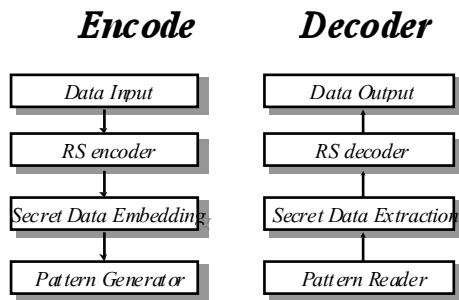 Encode
Decoder
Data Input
Data Output
RS encoder
RS decoder
Secret Data Embedding
Secret Data Extraction
Pattern Generator
Pattern Reader